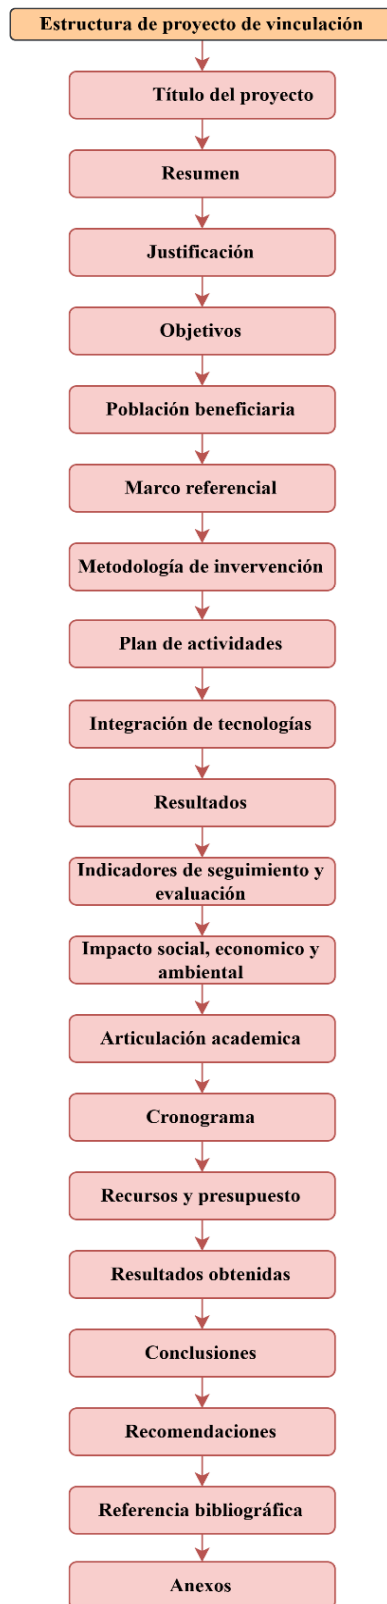 Estructura de proyecto de vinculación
Título del proyecto
Resumen
Justificación
Objetivos
Población beneficiaria
Marco referencial
Metodología de invervención
Plan de actividades
Integración de tecnologías
Resultados
Indicadores de seguimiento y
evaluación
Impacto social, economico y
ambiental
Articulación academica
Cronograma
Recursos y presupuesto
Resultados obtenidas
Conclusiones
Recomendaciones
Referencia bibliográfica
Anexos